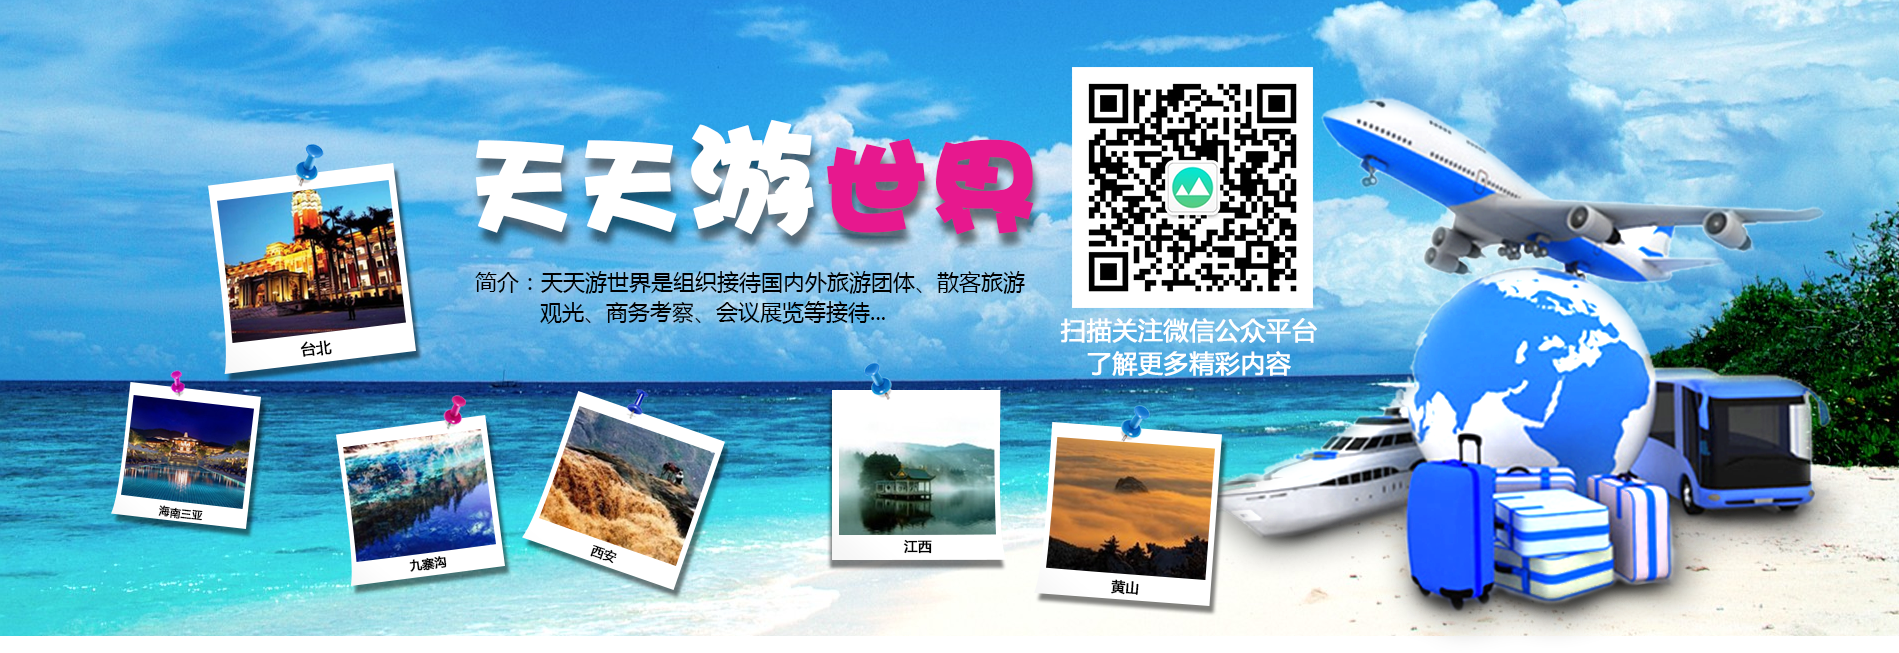 天天游世界
简介：天天游世界是组织接待国内外旅游团体、散客旅游
观光、商务考察、会议展览等接待...
扫描关注微信公众平台
了解更多精彩内容
台北
海南三亚
九寨沟
西安
江西
黄山